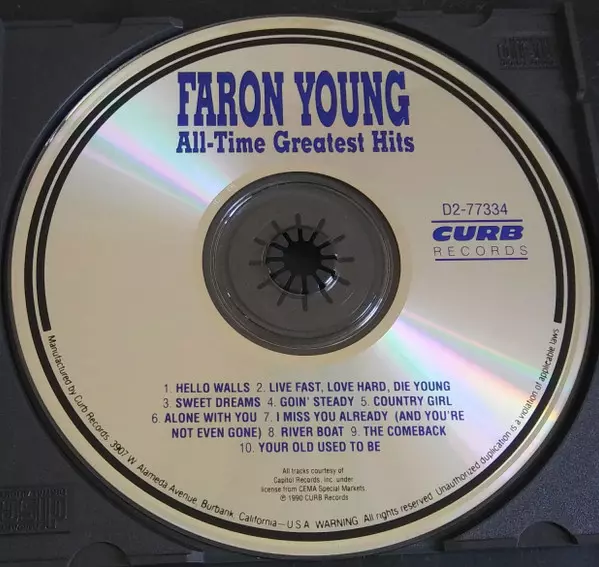 FARON YOUNG
All-Time Greatest Hits
D2-77334
CURB
RECORDS
1. HELLO WALLS 2. LIVE FAST, LOVE HARD, DIE YOUNG
3. SWEET DREAMS 4. GOIN' STEADY 5. COUNTRY GIRL
6. ALONE WITH YOU 7. I MISS YOU ALREADY (AND YOU'RE
NOT EVEN GONE) 8. RIVER BOAT 9. THE COMEBACK
10. YOUR OLD USED TO BE
All tracks courtesy of
Capitol Records, Inc. under
license from CEMA Special Markets.
℗ 1990 CURB Records
Manufactured by Curb Records, 3907 W. Alameda Avenue, Burbank, California—U S A WARNING: All rights reserved. Unauthorized duplication is a violation of applicable laws